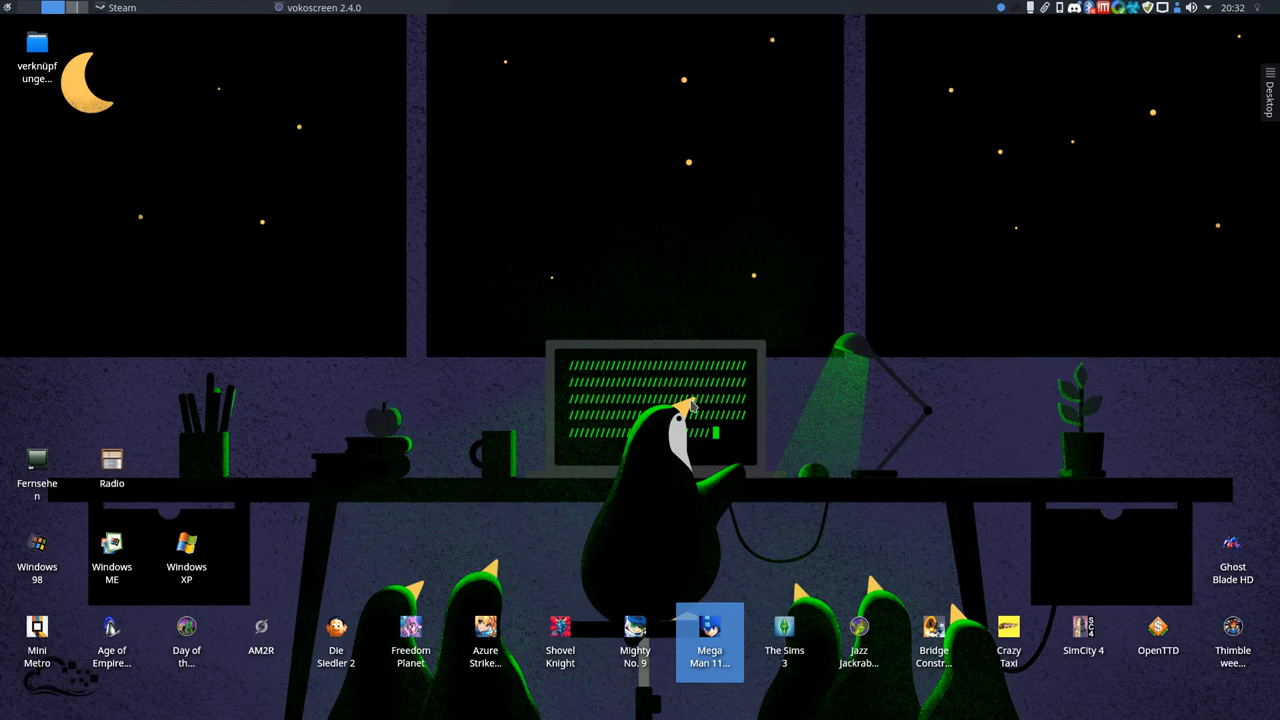 Steam
vokoscreen 2.4.0
20:32
verknüpf
unge...
Desktop
Fernsehe
n
Radio
Windows
98
Windows
ME
Windows
XP
Ghost
Blade HD
Mini
Metro
Age of
Empire...
Day of
th...
AM2R
Die
Siedler 2
Freedom
Planet
Azure
Strike...
Shovel
Knight
Mighty
No. 9
Mega
Man 11...
The Sims
3
Jazz
Jackrab...
Bridge
Constr...
Crazy
Taxi
SimCity 4
OpenTTD
Thimble
wee...